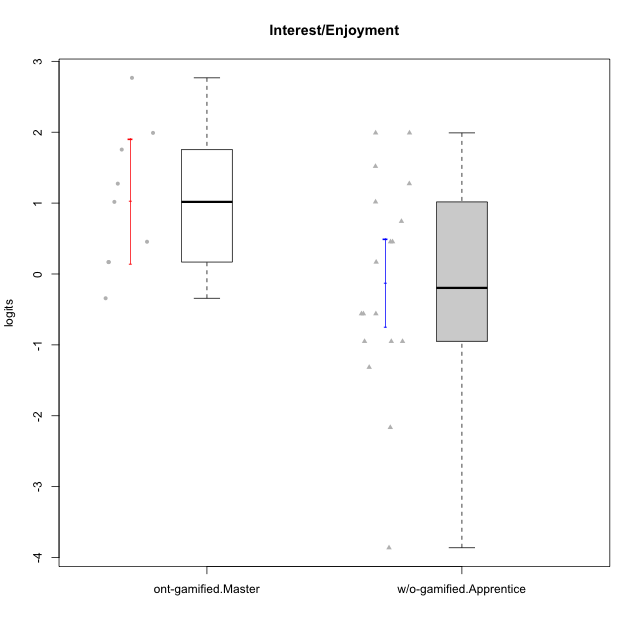 Interest/Enjoyment
logits
3
2
1
0
-1
-2
-3
-4
ont-gamified.Master
w/o-gamified.Apprentice